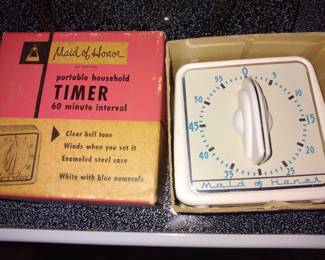 Maid of Honor
portable household
TIMER
60 minute interval
Clear bell tone
Winds when you set it
Enameled steel case
White with blue numerals
0
5
10
15
20
25
35
40
45
50
55
Maid of Honor